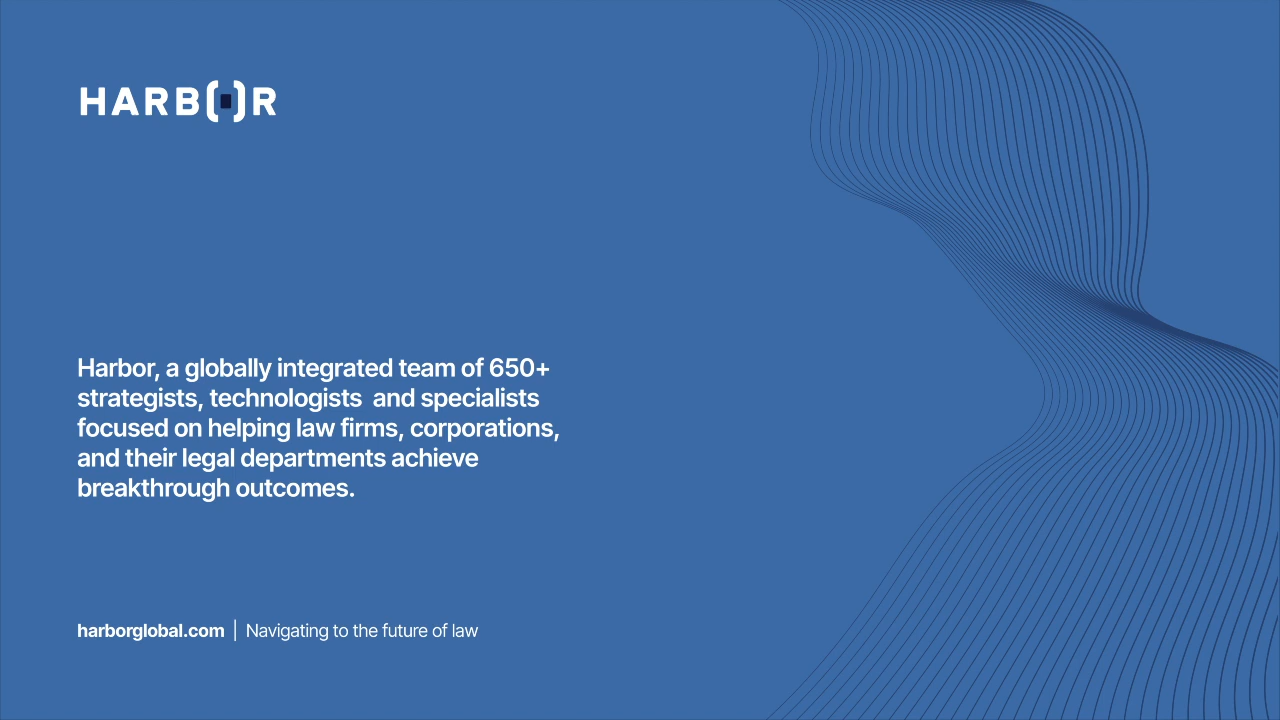 HARBOR
Harbor, a globally integrated team of 650+
strategists, technologists  and specialists
focused on helping law firms, corporations,
and their legal departments achieve
breakthrough outcomes.
harborglobal.com | Navigating to the future of law